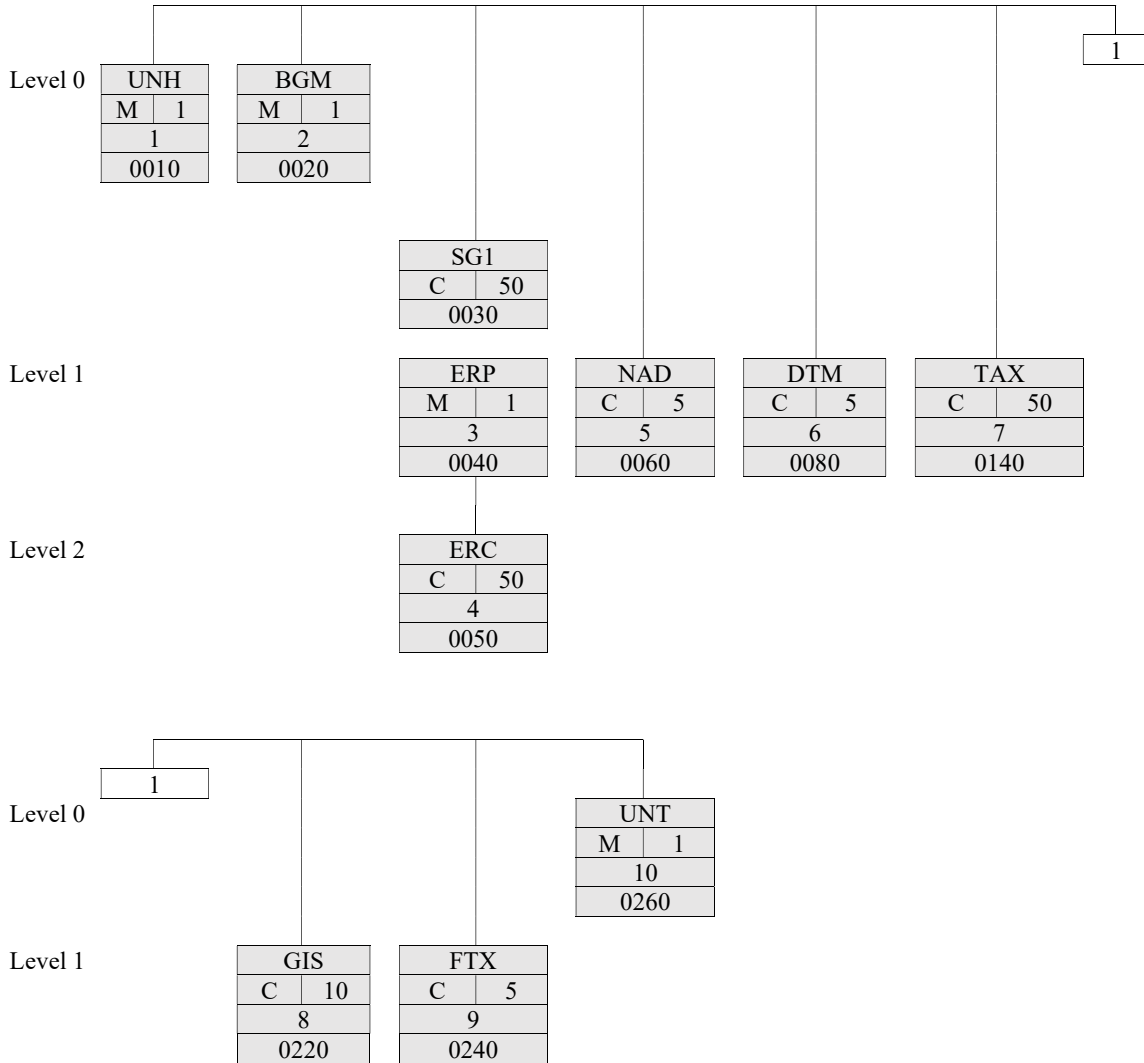 1
Level 0 UNH BGM
M 1 M 1
1 2
0010 0020
SG1
C 50
0030
Level 1 ERP NAD DTM TAX
M 1 C 5 C 5 C 50
3 5 6 7
0040 0060 0080 0140
Level 2 ERC
C 50
4
0050
1
Level 0 UNT
M 1
10
0260
Level 1 GIS FTX
C 10 C 5
8 9
0220 0240